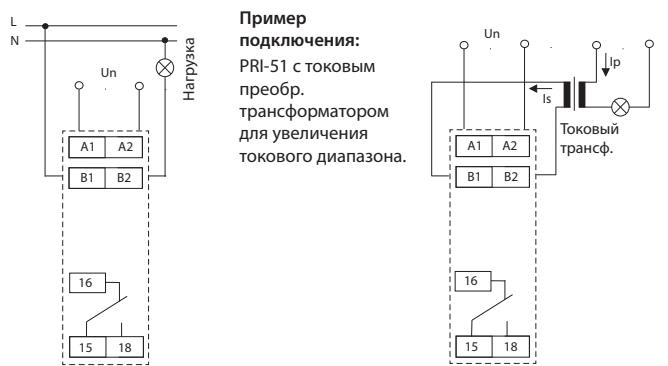 L
N
Un
Нагрузка
A1 A2
B1 B2
16
15 18
Пример
подключения:
PRI-51 с токовым
преобр.
трансформатором
для увеличения
токового диапазона.
Un
Ip
Is
Токовый
трансф.
A1 A2
B1 B2
16
15 18